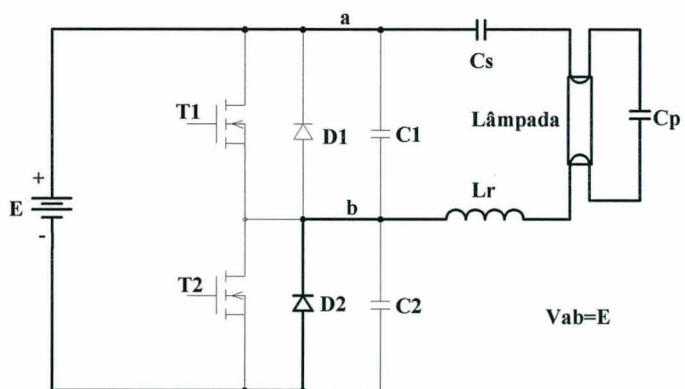 a
Cs
T1
D1
C1
Lâmpada
Cp
+
E
-
b
Lr
T2
D2
C2
Vab=E